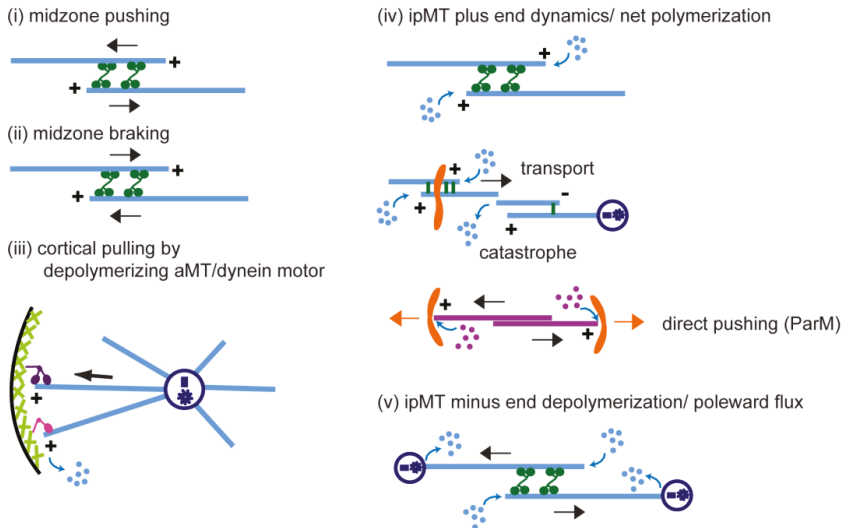 (i) midzone pushing
+
+
(ii) midzone braking
+
+
(iii) cortical pulling by
depolymerizing aMT/dynein motor
+
+
(iv) ipMT plus end dynamics/ net polymerization
+
+
+
transport
-
+
+
catastrophe
+
+
direct pushing (ParM)
(v) ipMT minus end depolymerization/ poleward flux